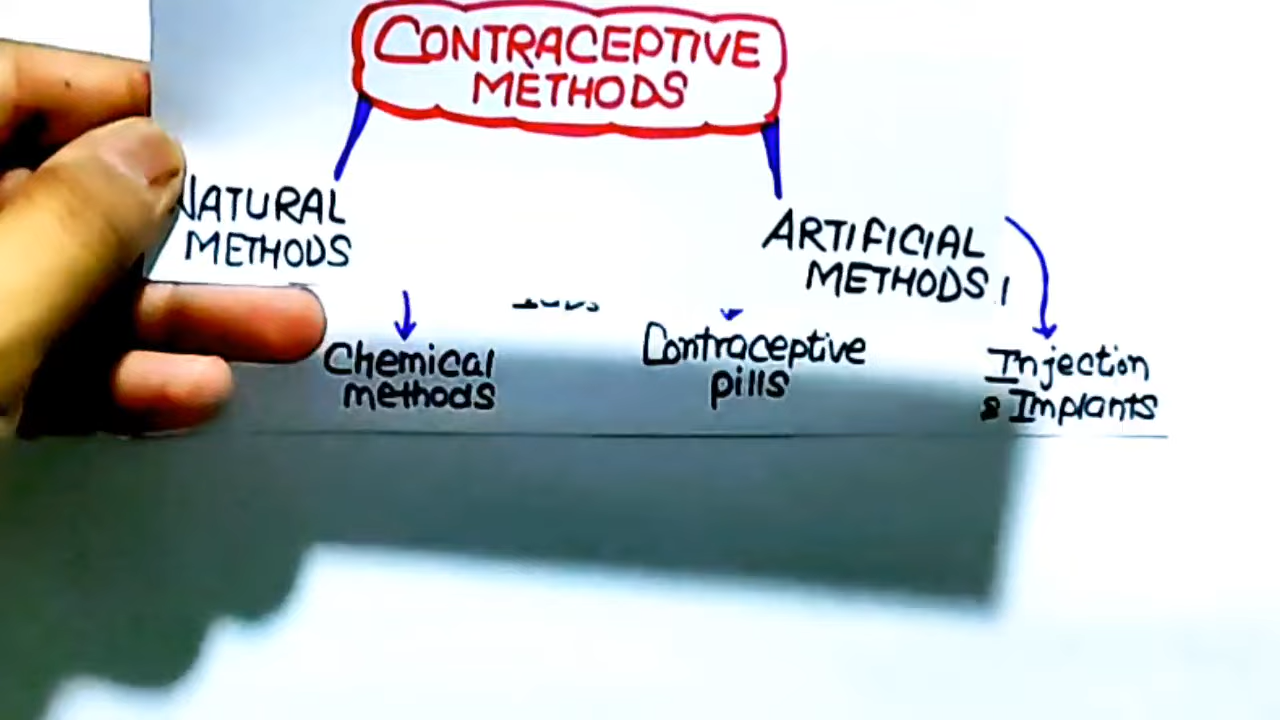 CONTRACEPTIVE
METHODS
NATURAL
METHODS
ARTIFICIAL
METHODS
Chemical
methods
Contraceptive
pills
Injection
& Implants